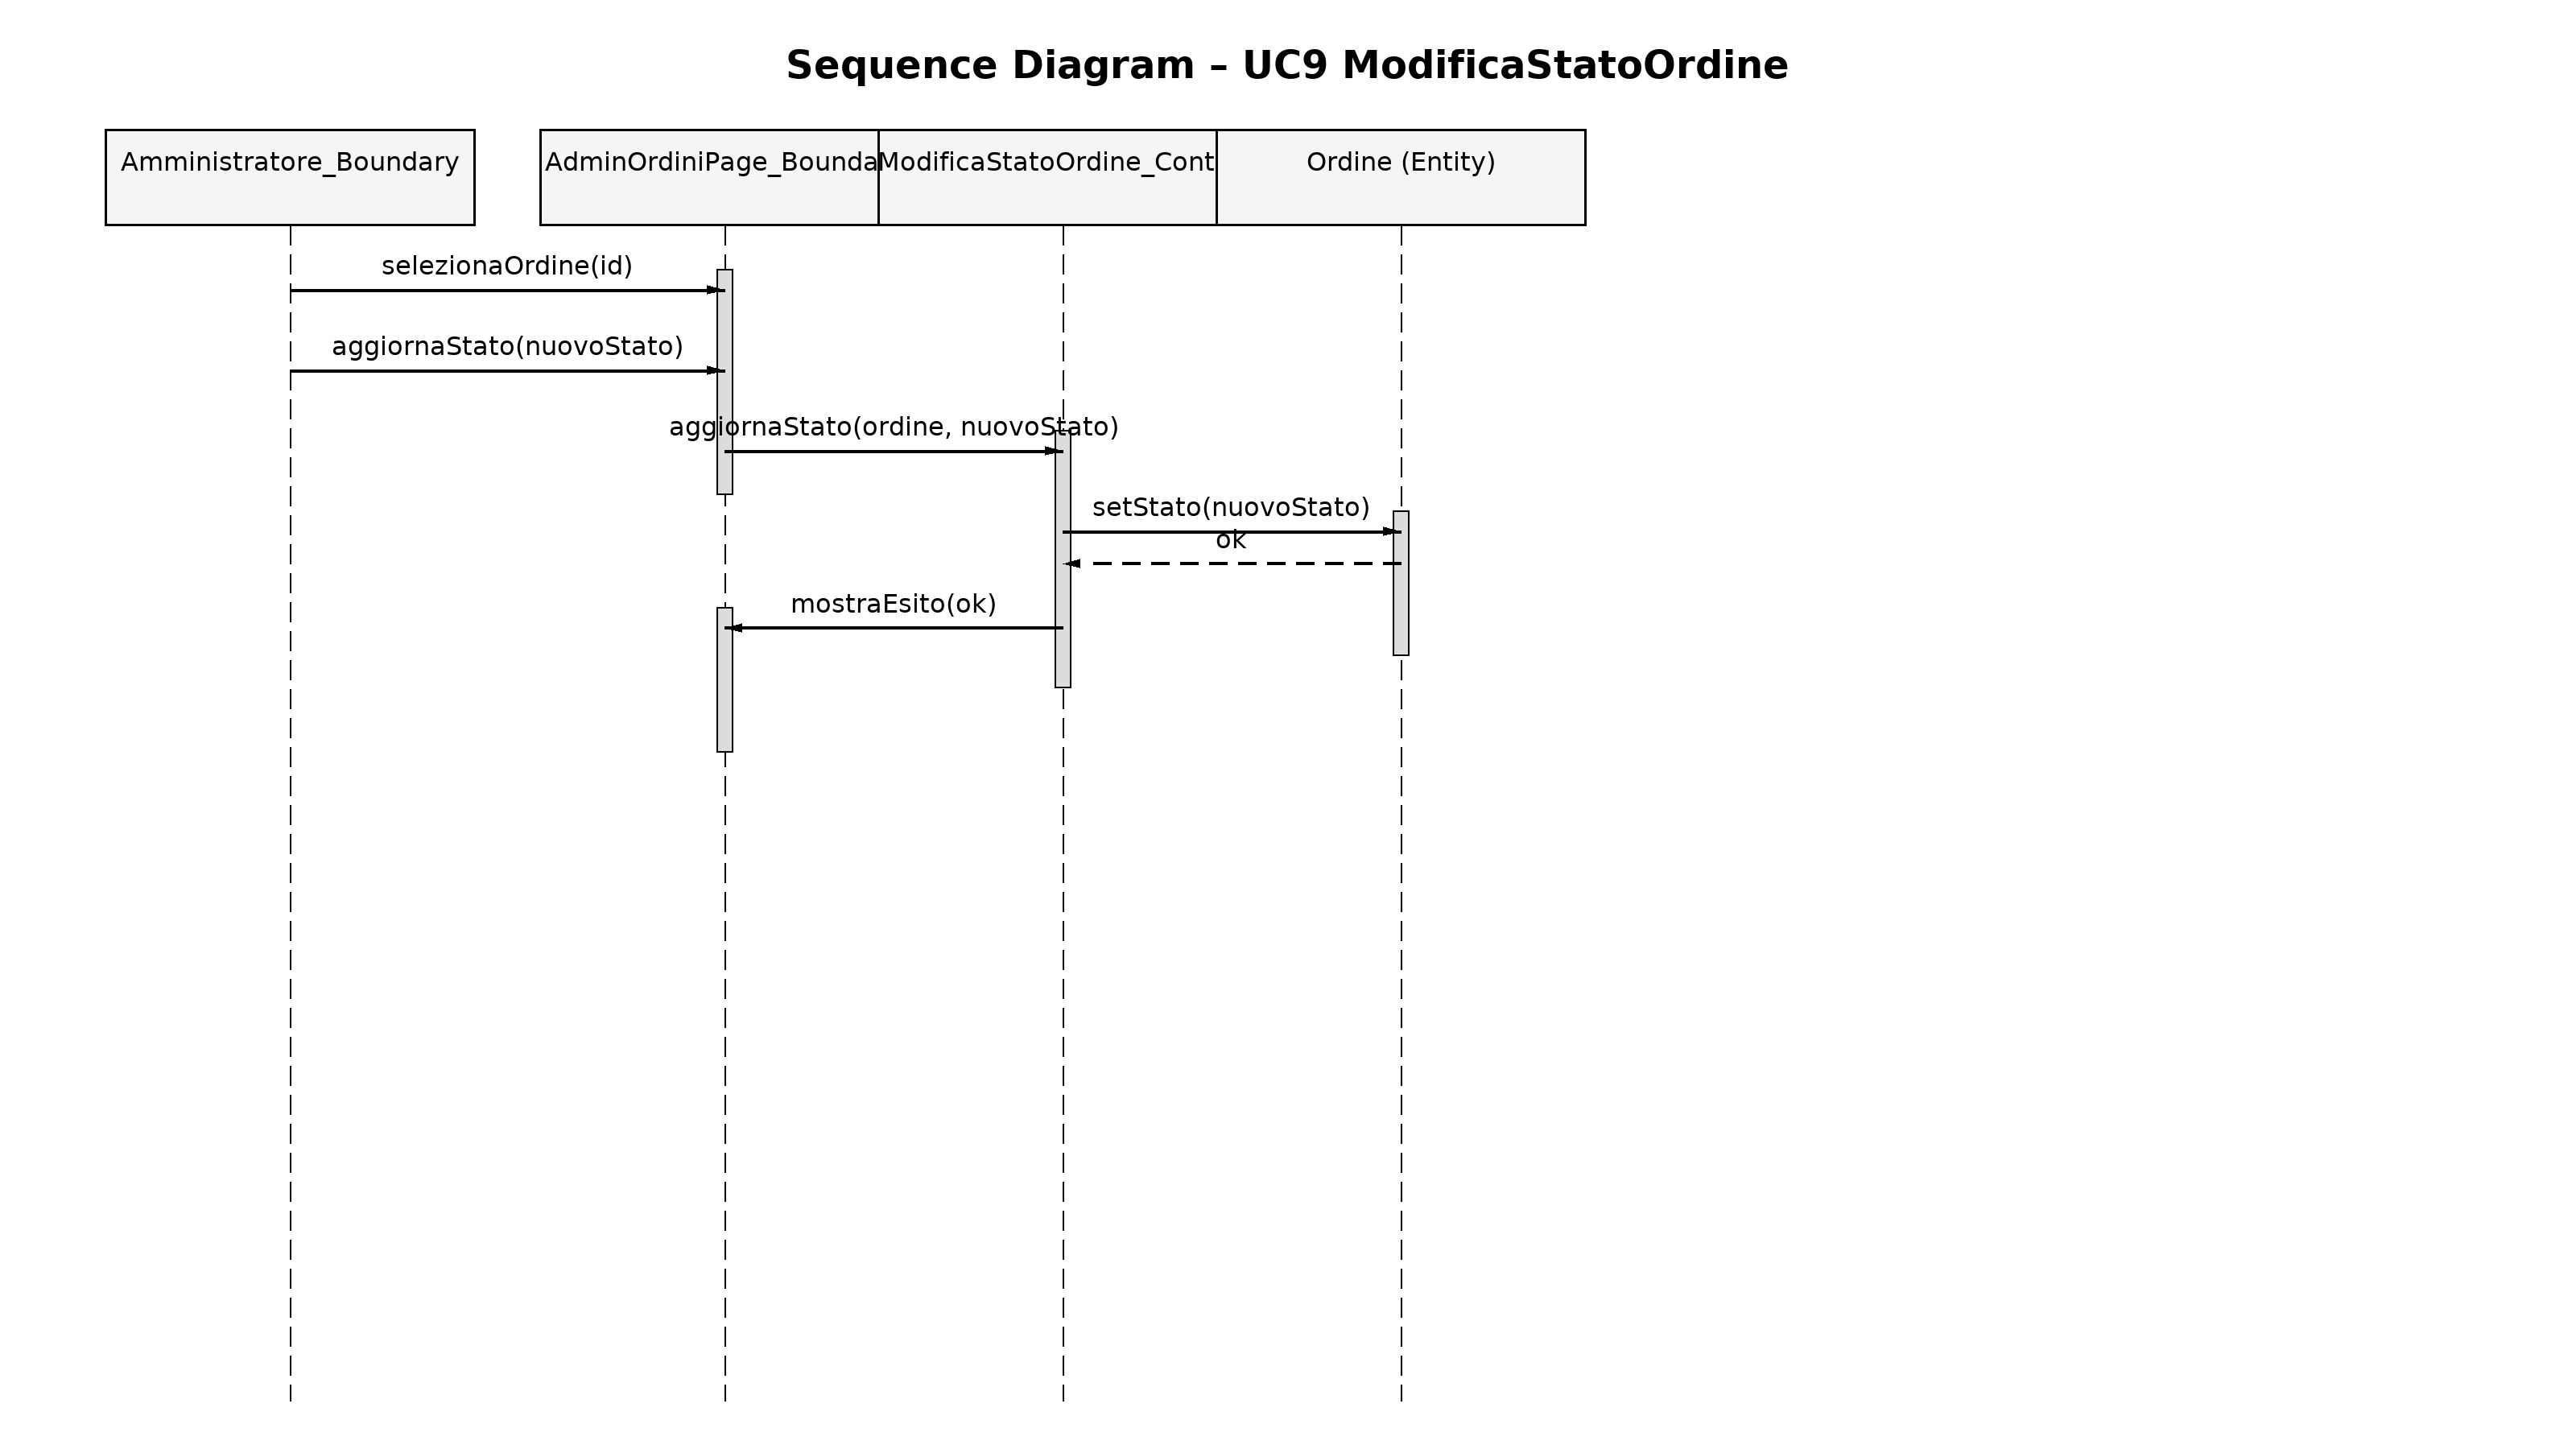 Sequence Diagram – UC9 ModificaStatoOrdine
Amministratore_Boundary
AdminOrdiniPage_Bounda
ModificaStatoOrdine_Cont
Ordine (Entity)
selezionaOrdine(id)
aggiornaStato(nuovoStato)
aggiornaStato(ordine, nuovoStato)
setStato(nuovoStato)
ok
mostraEsito(ok)